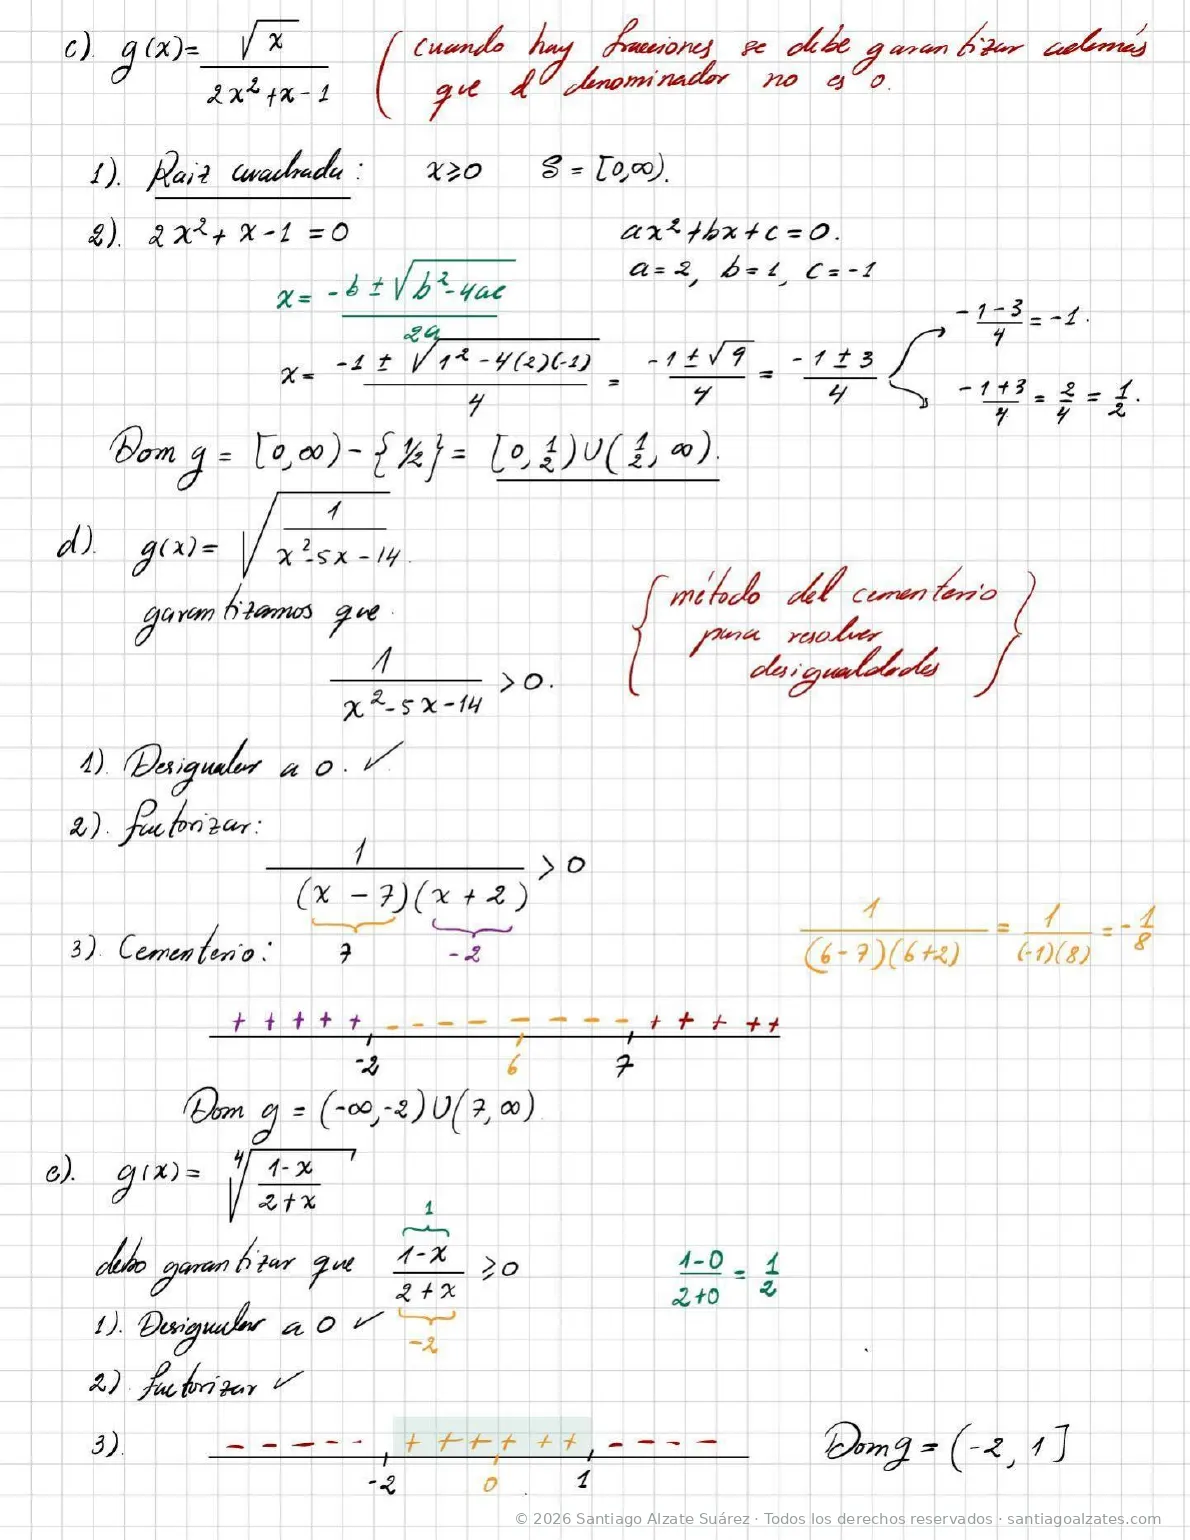 c). g(x)= √x / (2x²+x-1) ( cuando hay fracciones se debe garantizar además
que el denominador no es 0.
1). Raiz cuadrada: x≥0 S = [0,∞).
2). 2x²+x-1=0 ax²+bx+c=0.
a=2, b=1, c=-1
x= (-b ± √(b²-4ac)) / 2a
x= (-1 ± √(1²-4(2)(-1))) / 4 = (-1±√9) / 4 = (-1±3) / 4
(-1-3)/4 = -1.
(-1+3)/4 = 2/4 = 1/2.
Dom g = [0,∞) - {1/2} = [0, 1/2) ∪ (1/2, ∞).
d). g(x)= √(1 / (x²-5x-14)).
garantizamos que
{ método del cementerio
para resolver
desigualdades }
1 / (x²-5x-14) > 0.
1). Desigualar a 0. ✓
2). factorizar:
1 / ((x - 7)(x + 2)) > 0
3). Cementerio: 7 -2
1 / ((6-7)(6+2)) = 1 / ((-1)(8)) = -1/8
+ + + + + - - - - - - - - + + + + +
-2 6 7
Dom g = (-∞,-2) ∪ (7,∞)
e). g(x)= ⁴√((1-x) / (2+x))
1
debo garantizar que (1-x) / (2+x) ≥0 (1-0) / (2+0) = 1/2
1). Desigualar a 0 ✓ -2
2). factorizar ✓
3). - - - - - + + + + + + - - - -
-2 0 1
Dom g = (-2, 1]
© 2026 Santiago Alzate Suárez · Todos los derechos reservados · santiagoalzates.com